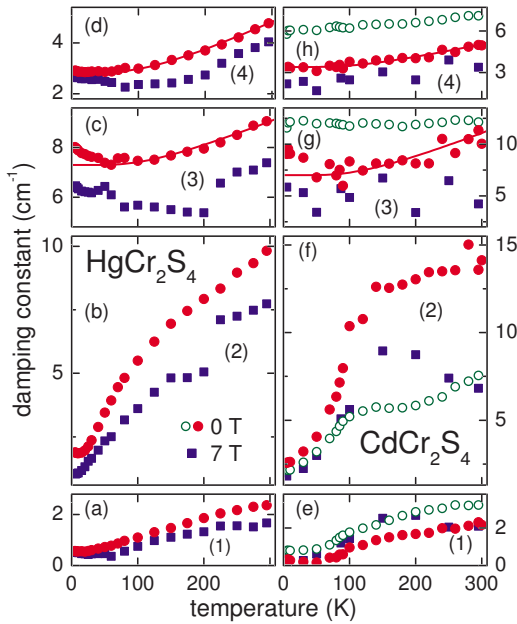 damping constant (cm⁻¹)
(d)
(4)
4
2
(h)
(4)
6
3
(c)
(3)
8
6
(g)
(3)
10
5
HgCr₂S₄
(b)
(2)
10
5
0 T
7 T
(f)
(2)
CdCr₂S₄
15
10
5
(a)
(1)
2
0
(e)
(1)
2
0
0 100 200
0 100 200 300
temperature (K)